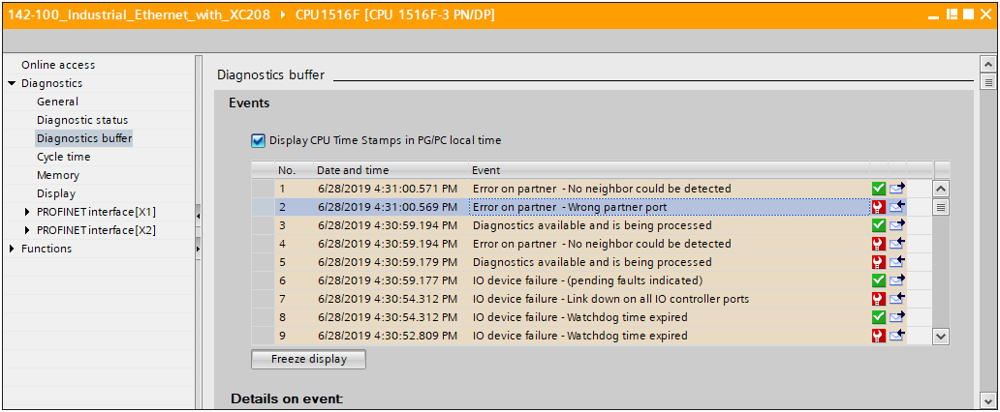 142-100_Industrial_Ethernet_with_XC208 ▸ CPU1516F [CPU 1516F-3 PN/DP]
Online access
Diagnostics
General
Diagnostic status
Diagnostics buffer
Cycle time
Memory
Display
PROFINET interface [X1]
PROFINET interface [X2]
Functions
Diagnostics buffer
Events
Display CPU Time Stamps in PG/PC local time
No. Date and time Event
1 6/28/2019 4:31:00.571 PM Error on partner - No neighbor could be detected
2 6/28/2019 4:31:00.569 PM Error on partner - Wrong partner port
3 6/28/2019 4:30:59.194 PM Diagnostics available and is being processed
4 6/28/2019 4:30:59.194 PM Error on partner - No neighbor could be detected
5 6/28/2019 4:30:59.179 PM Diagnostics available and is being processed
6 6/28/2019 4:30:59.177 PM IO device failure - (pending faults indicated)
7 6/28/2019 4:30:54.312 PM IO device failure - Link down on all IO controller ports
8 6/28/2019 4:30:54.312 PM IO device failure - Watchdog time expired
9 6/28/2019 4:30:52.809 PM IO device failure - Watchdog time expired
Freeze display
Details on event: